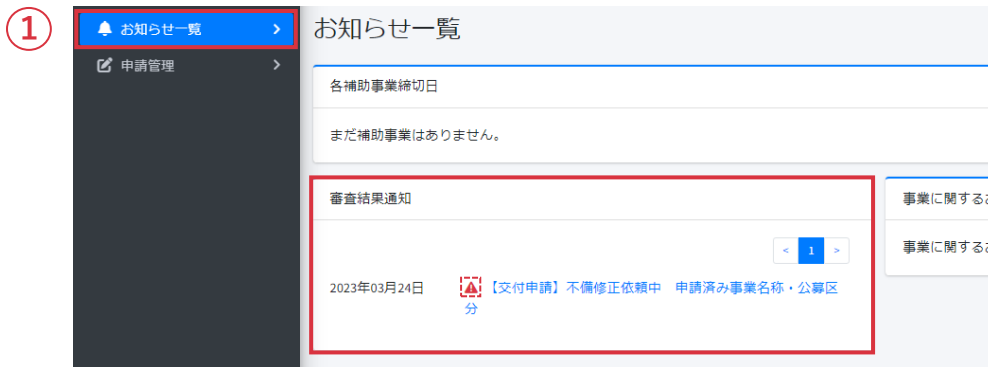 ①
お知らせ一覧
申請管理
お知らせ一覧
各補助事業締切日
まだ補助事業はありません。
審査結果通知
< 1 >
2023年03月24日
【交付申請】不備修正依頼中 申請済み事業名称・公募区
分
事業に関する
事業に関する